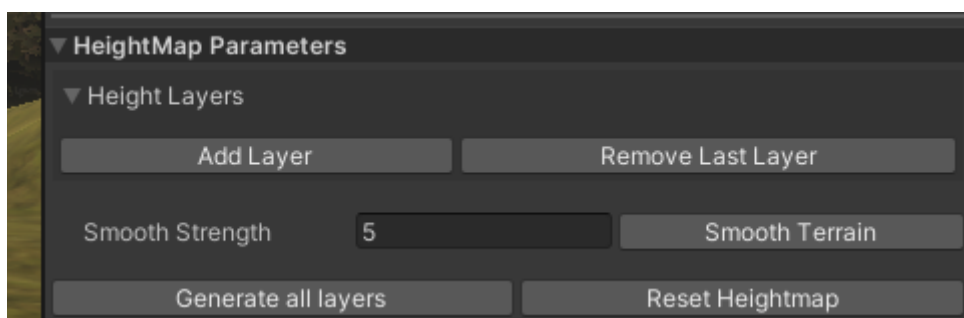 HeightMap Parameters
Height Layers
Add Layer Remove Last Layer
Smooth Strength 5 Smooth Terrain
Generate all layers Reset Heightmap